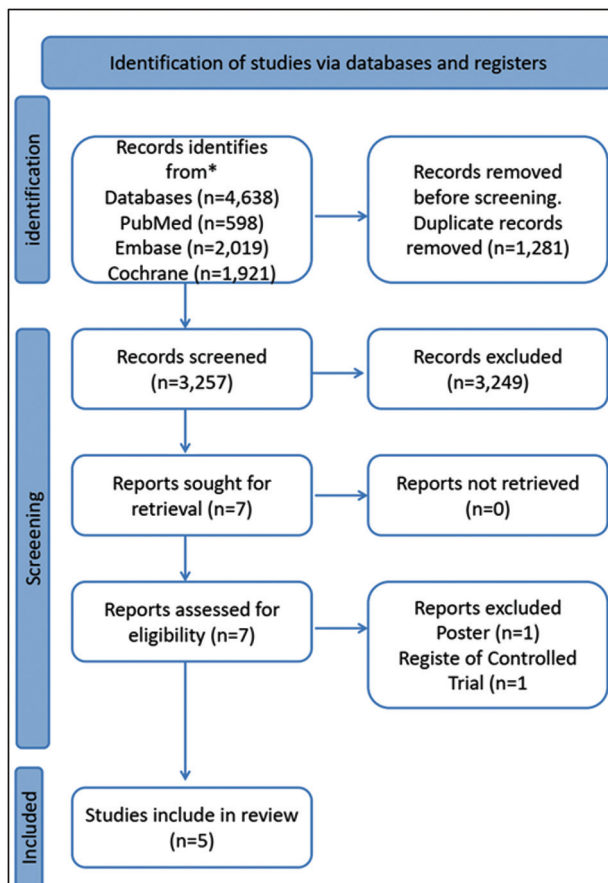 Identification of studies via databases and registers
identification
Records identifies
from*
Databases (n=4,638)
PubMed (n=598)
Embase (n=2,019)
Cochrane (n=1,921)
Records removed
before screening.
Duplicate records
removed (n=1,281)
Screeening
Records screened
(n=3,257)
Records excluded
(n=3,249)
Reports sought for
retrieval (n=7)
Reports not retrieved
(n=0)
Reports assessed for
eligibility (n=7)
Reports excluded
Poster (n=1)
Registe of Controlled
Trial (n=1
Included
Studies include in review
(n=5)